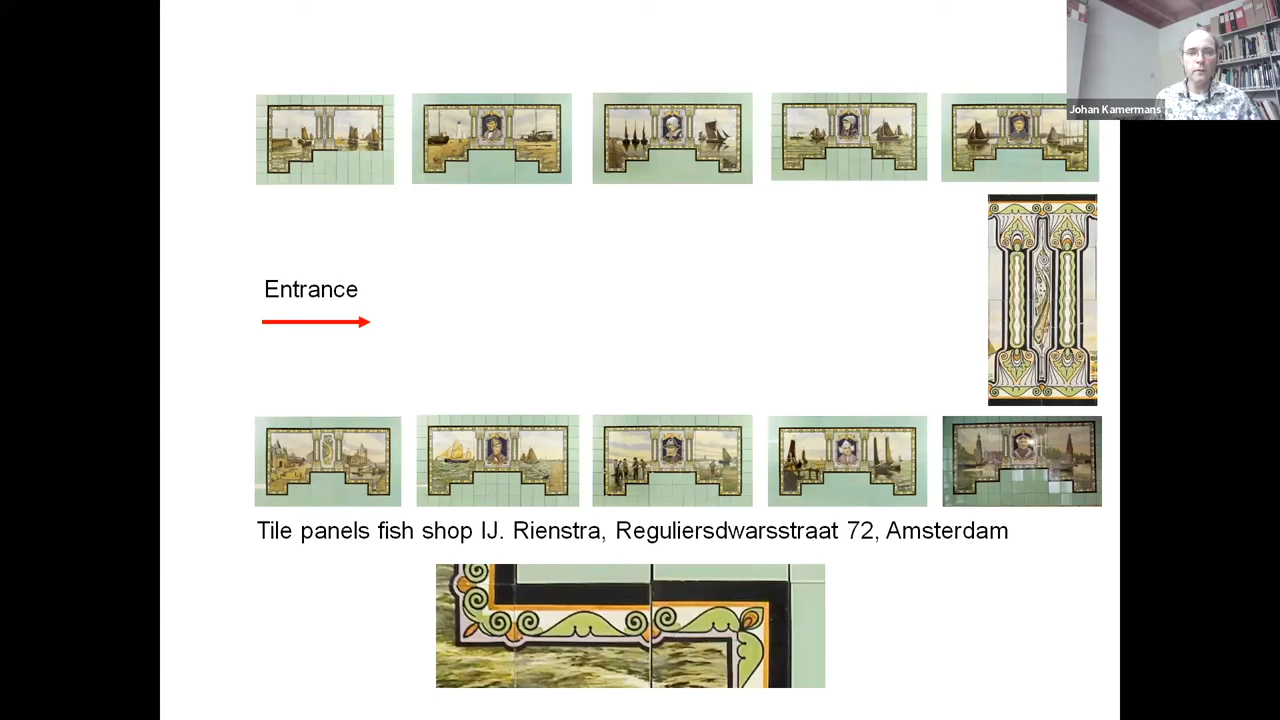 Johan Kamermans
Entrance
Tile panels fish shop IJ. Rienstra, Reguliersdwarsstraat 72, Amsterdam